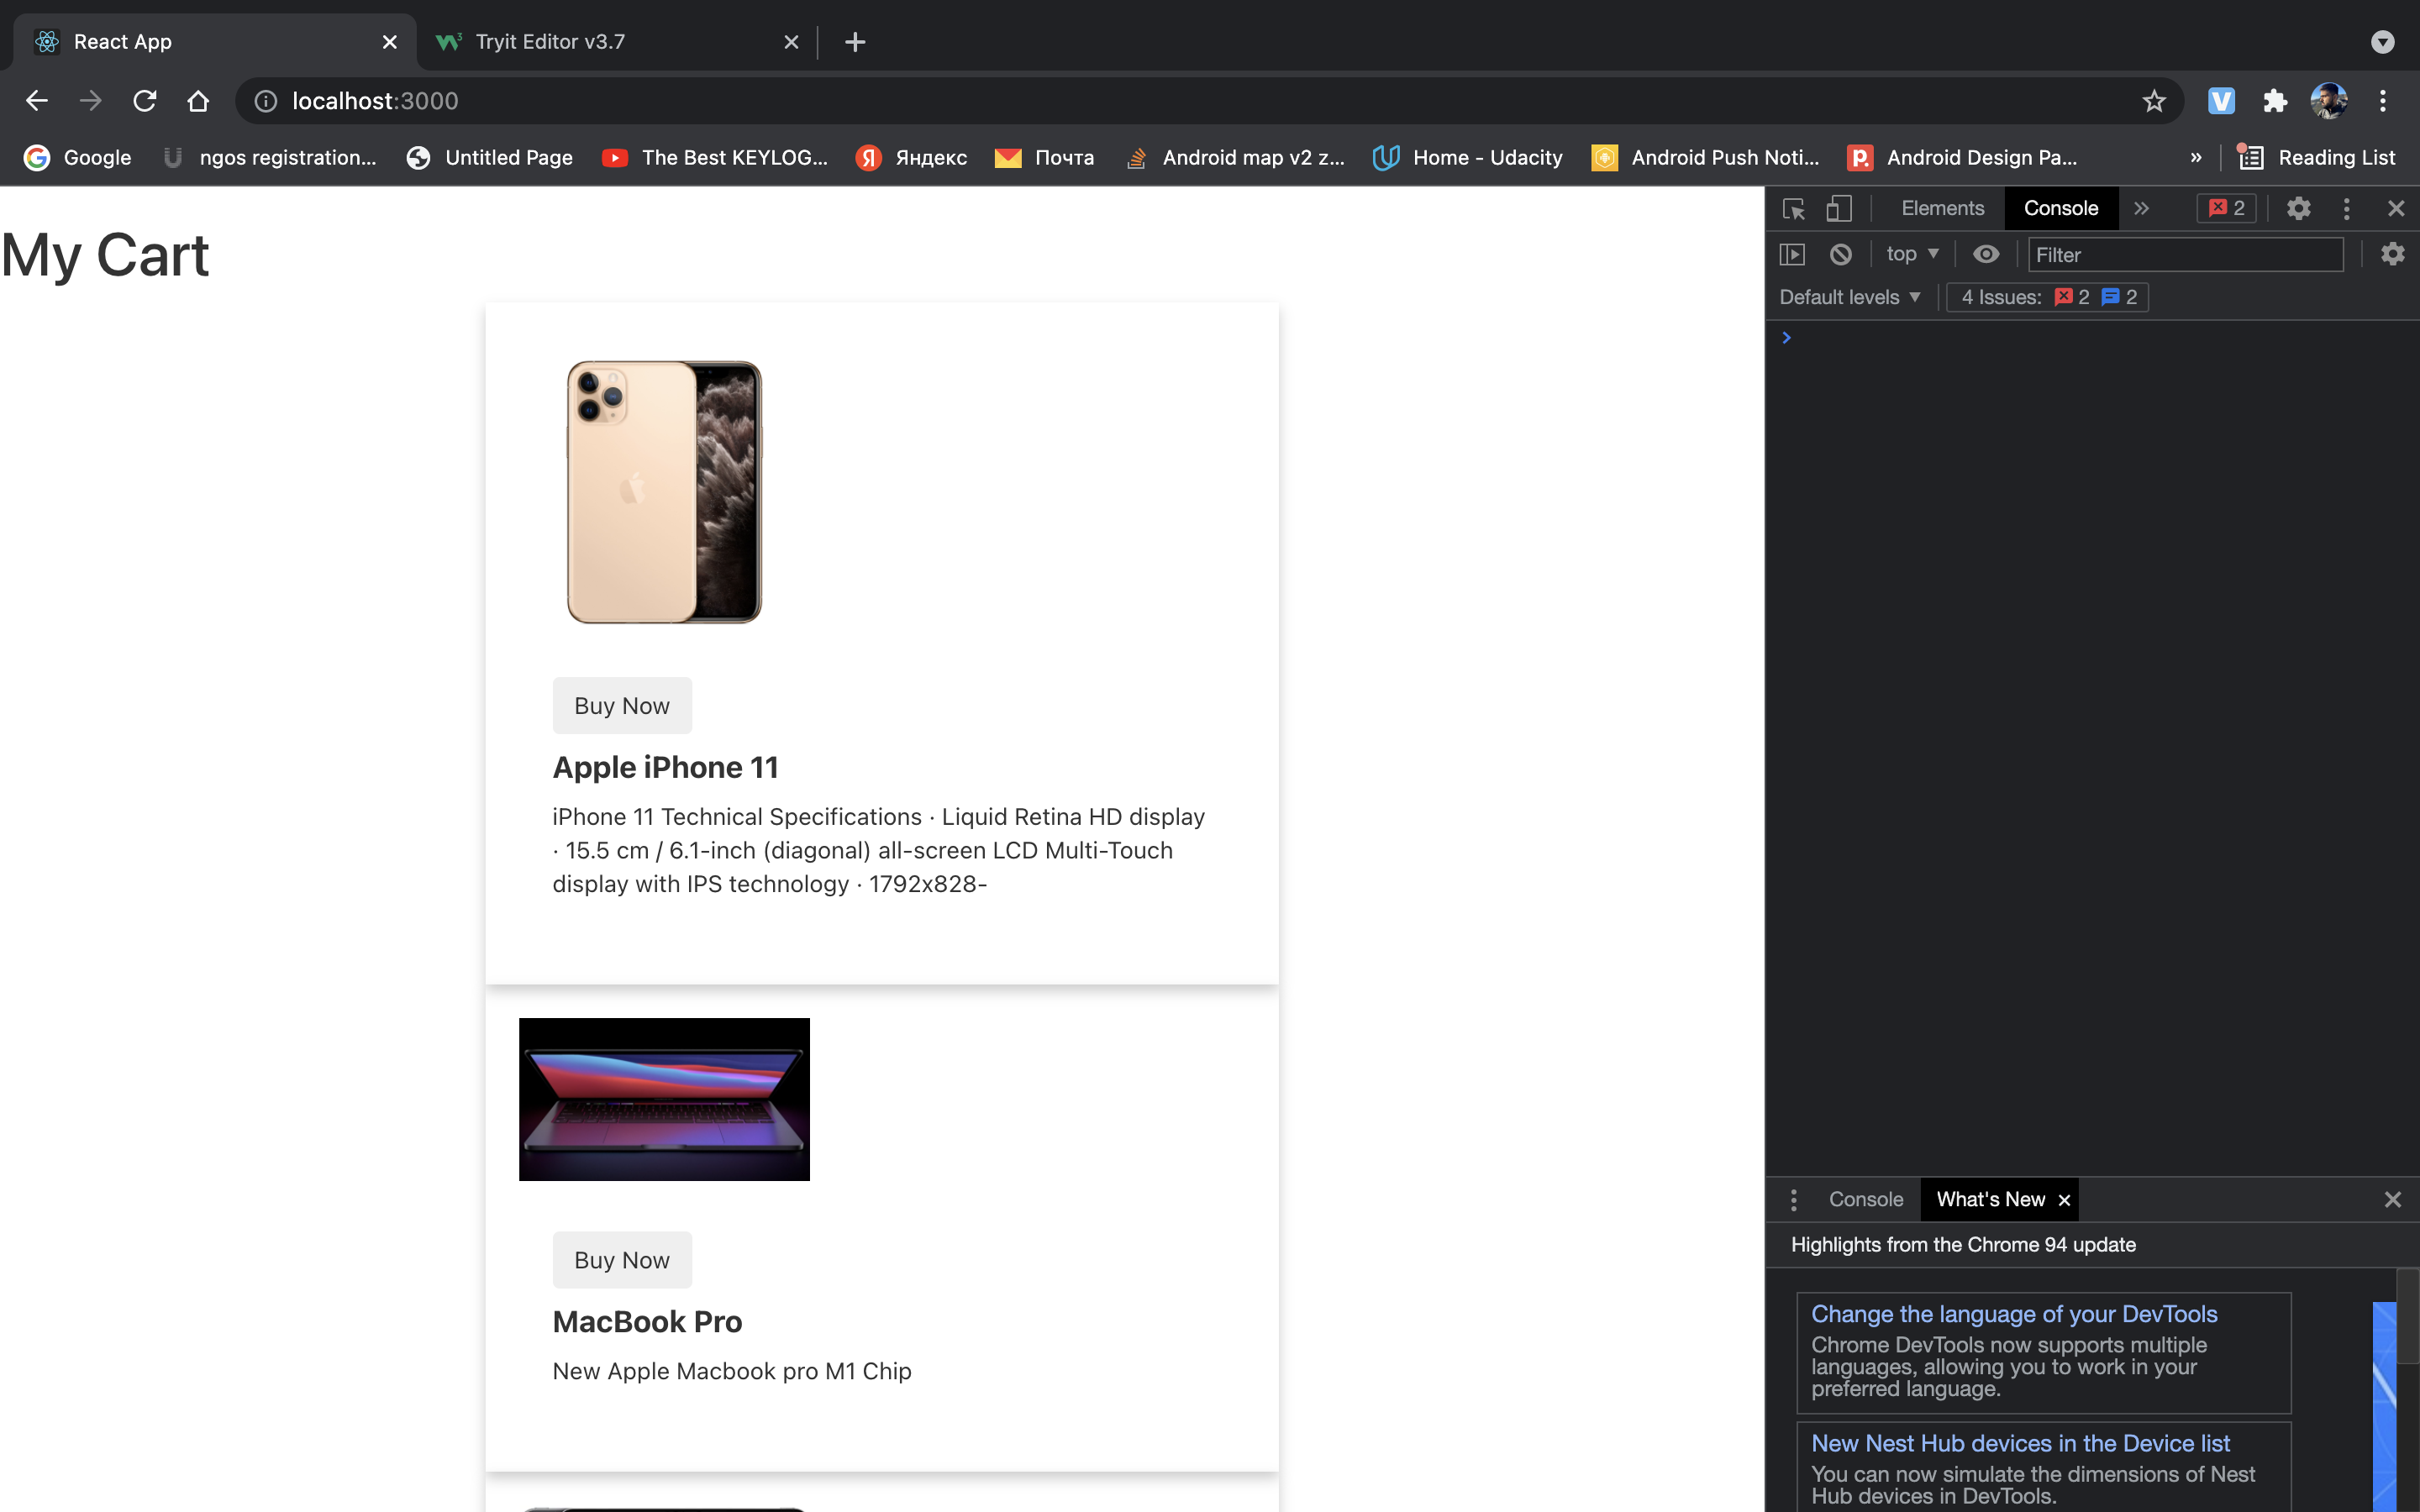 React App
Tryit Editor v3.7
localhost:3000
Google
ngos registration...
Untitled Page
The Best KEYLOG...
Яндекс
Почта
Android map v2 z...
Home - Udacity
Android Push Noti...
Android Design Pa...
»
Reading List
My Cart
Buy Now
Apple iPhone 11
iPhone 11 Technical Specifications · Liquid Retina HD display
· 15.5 cm / 6.1-inch (diagonal) all-screen LCD Multi-Touch
display with IPS technology · 1792x828-
Buy Now
MacBook Pro
New Apple Macbook pro M1 Chip
Elements Console 2
top Filter
Default levels 4 Issues: 2 2
Console What's New
Highlights from the Chrome 94 update
Change the language of your DevTools
Chrome DevTools now supports multiple
languages, allowing you to work in your
preferred language.
New Nest Hub devices in the Device list
You can now simulate the dimensions of Nest
Hub devices in DevTools.